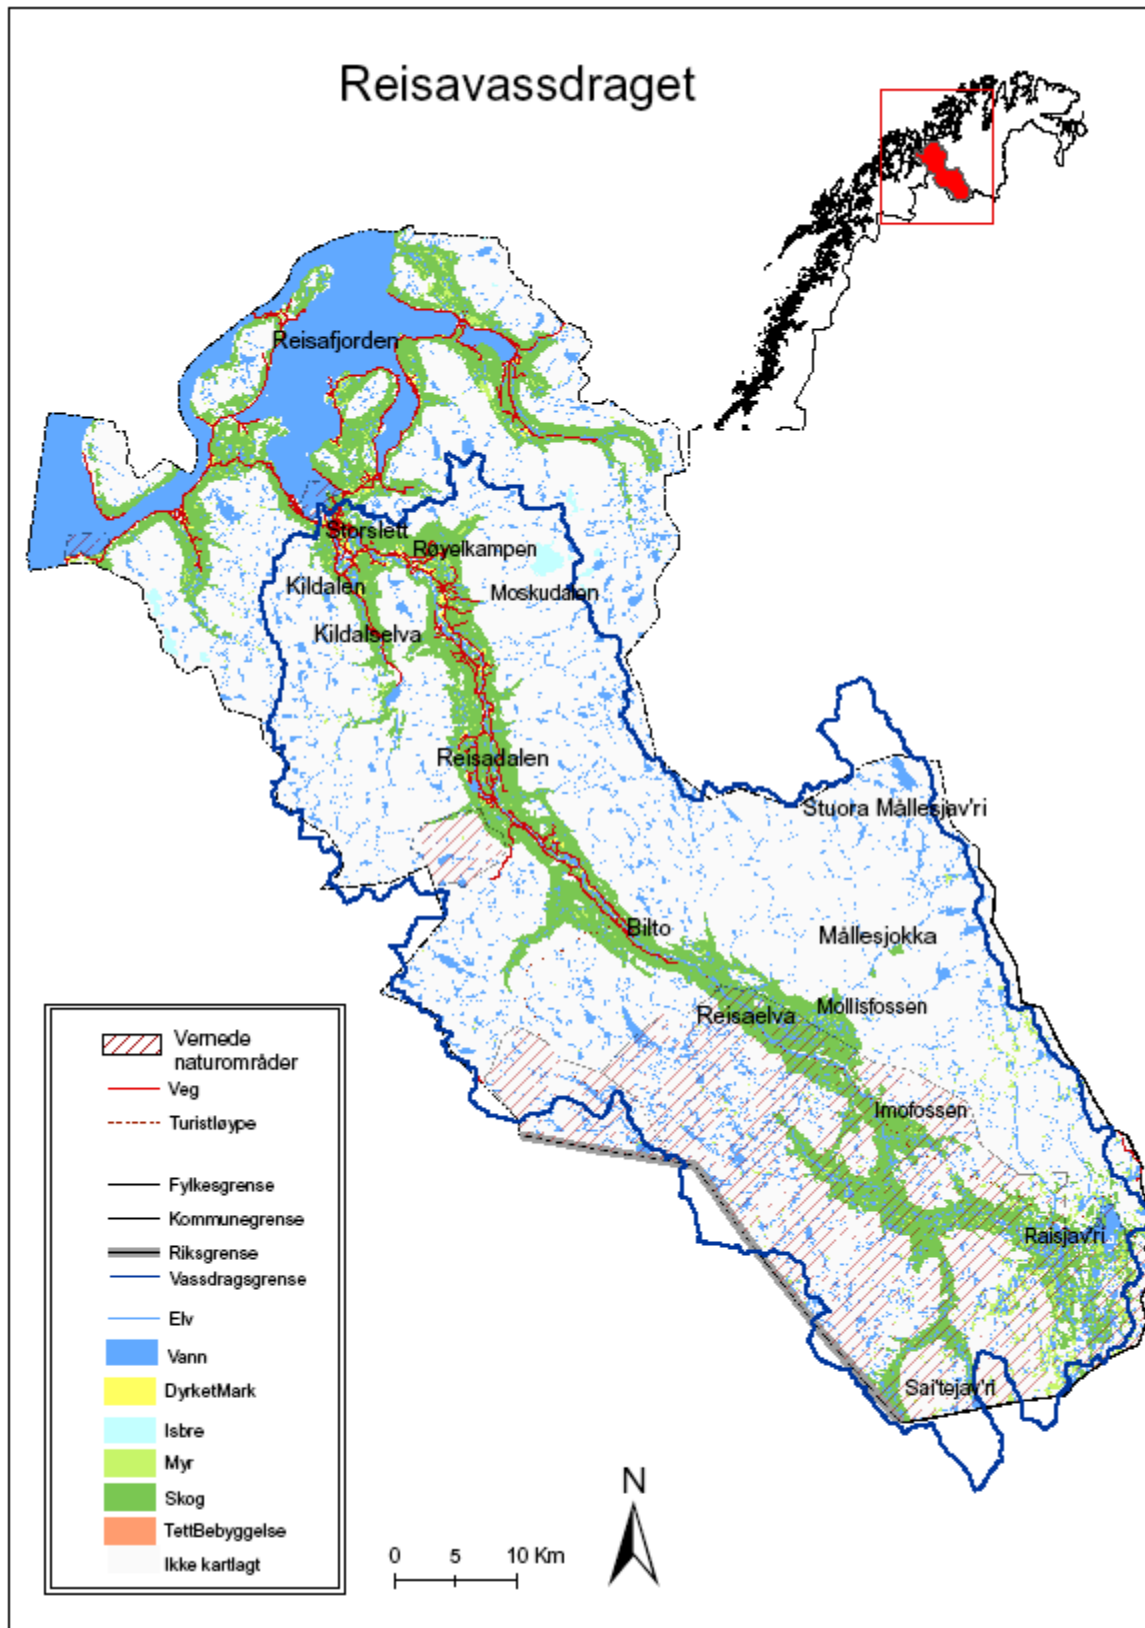 Reisavassdraget
Reisafjorden
Storslett
Røyelkampen
Kildalen
Moskudalen
Kildalselva
Reisadalen
Stuora Mållesjav'ri
Bilto
Mållesjokka
Mollisfossen
Reisaelva
Imofossen
Raisjav'ri
Sai'tejav'ri
Vernede
naturområder
Veg
Turistløype
Fylkesgrense
Kommunegrense
Riksgrense
Vassdragsgrense
Elv
Vann
DyrketMark
Isbre
Myr
Skog
TettBebyggelse
Ikke kartlagt
0 5 10 Km
N